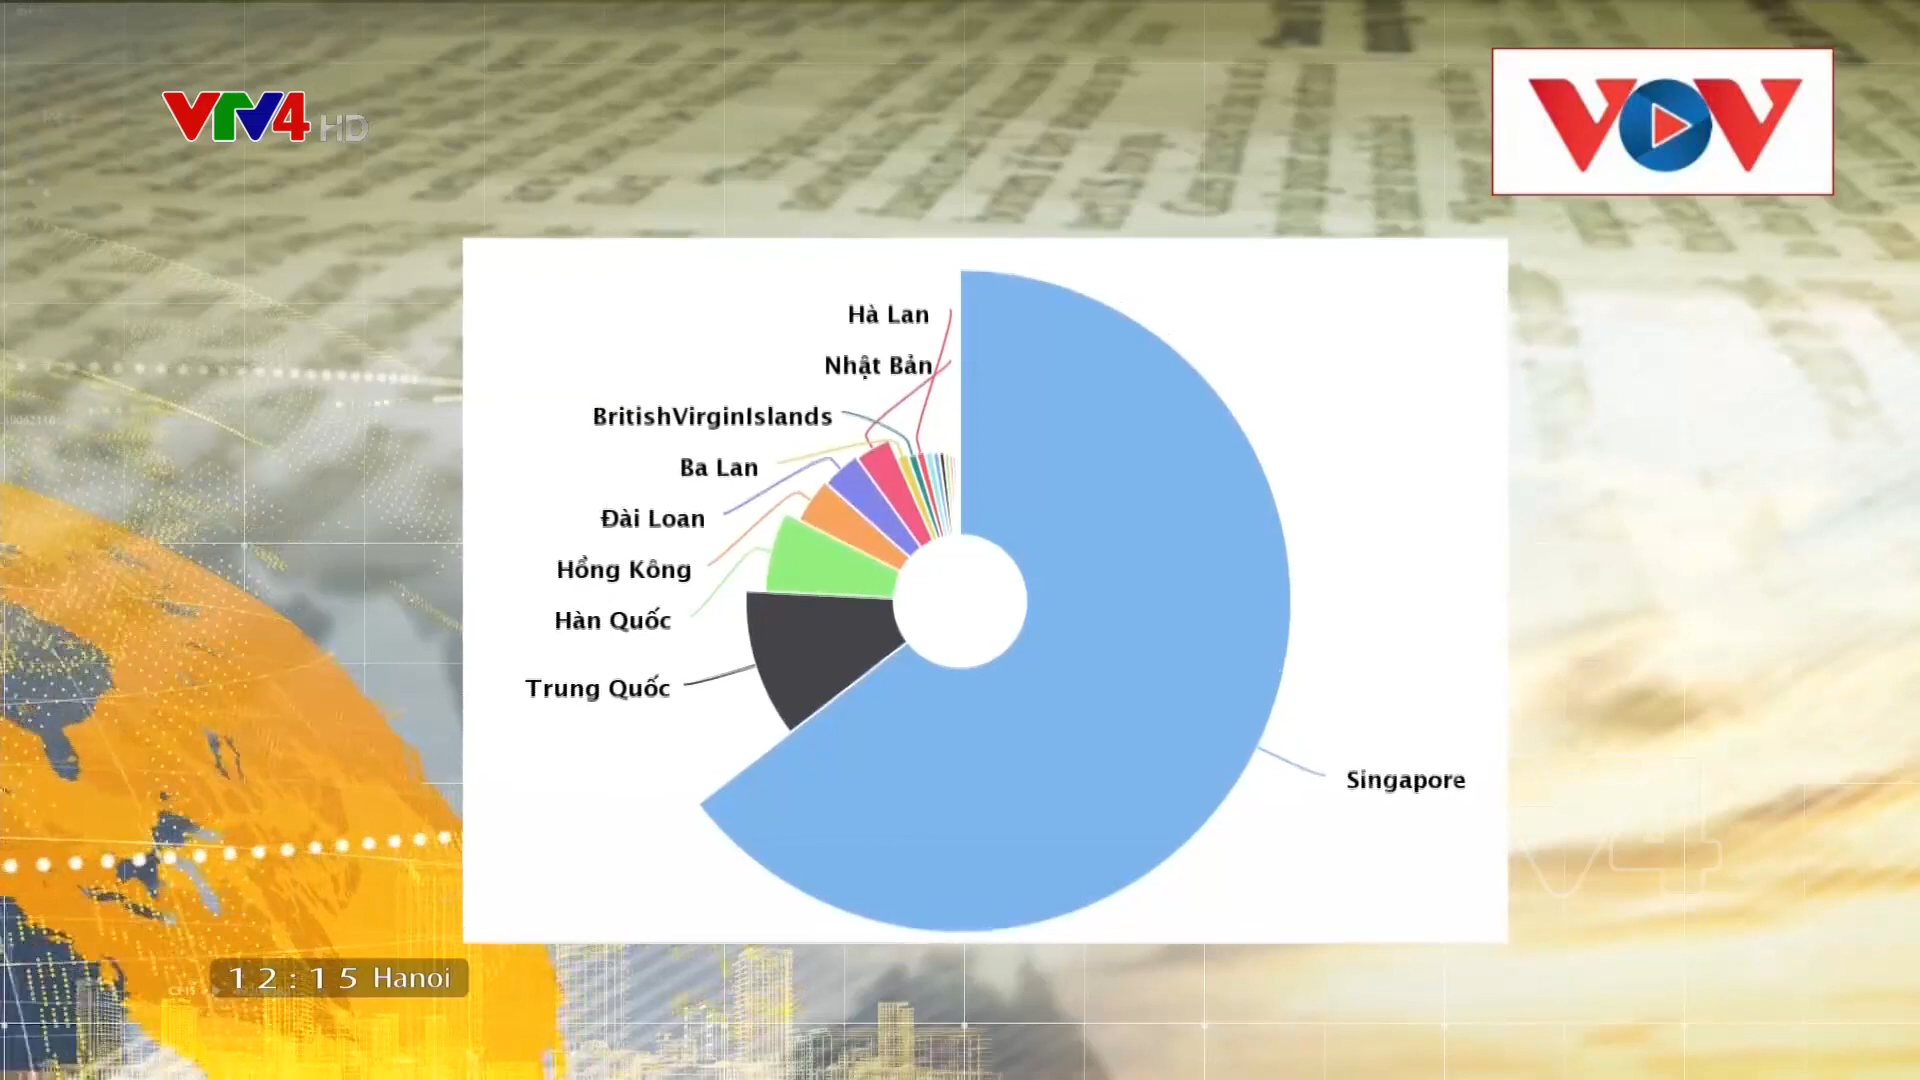 VTV4 HD
VOV
Hà Lan
Nhật Bản
BritishVirginIslands
Ba Lan
Đài Loan
Hồng Kông
Hàn Quốc
Trung Quốc
Singapore
12:15 Hanoi